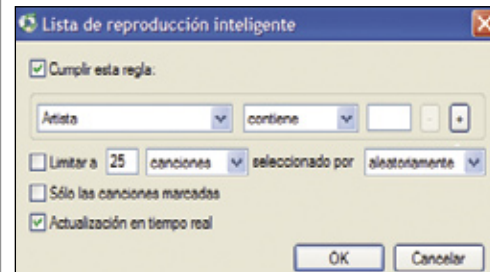 Lista de reproducción inteligente
Cumplir esta regla:
Artista contiene - +
Limitar a 25 canciones seleccionado por aleatoriamente
Sólo las canciones marcadas
Actualización en tiempo real
OK Cancelar